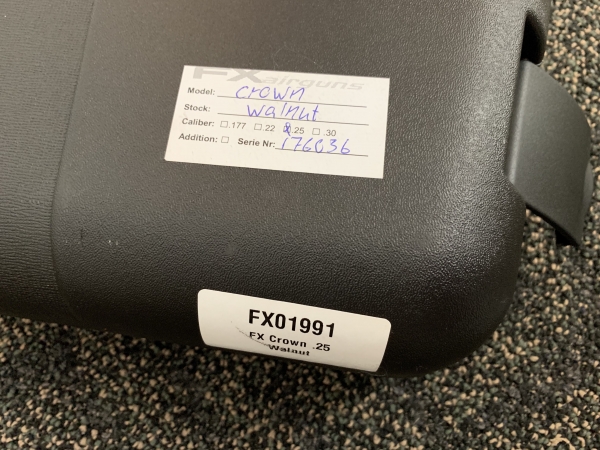 FX airguns
Model: crown
Stock: walnut
Caliber: ☐ .177 ☐ .22 ☒ .25 ☐ .30
Addition: ☐ Serie Nr: 176036
FX01991
FX Crown .25
Walnut